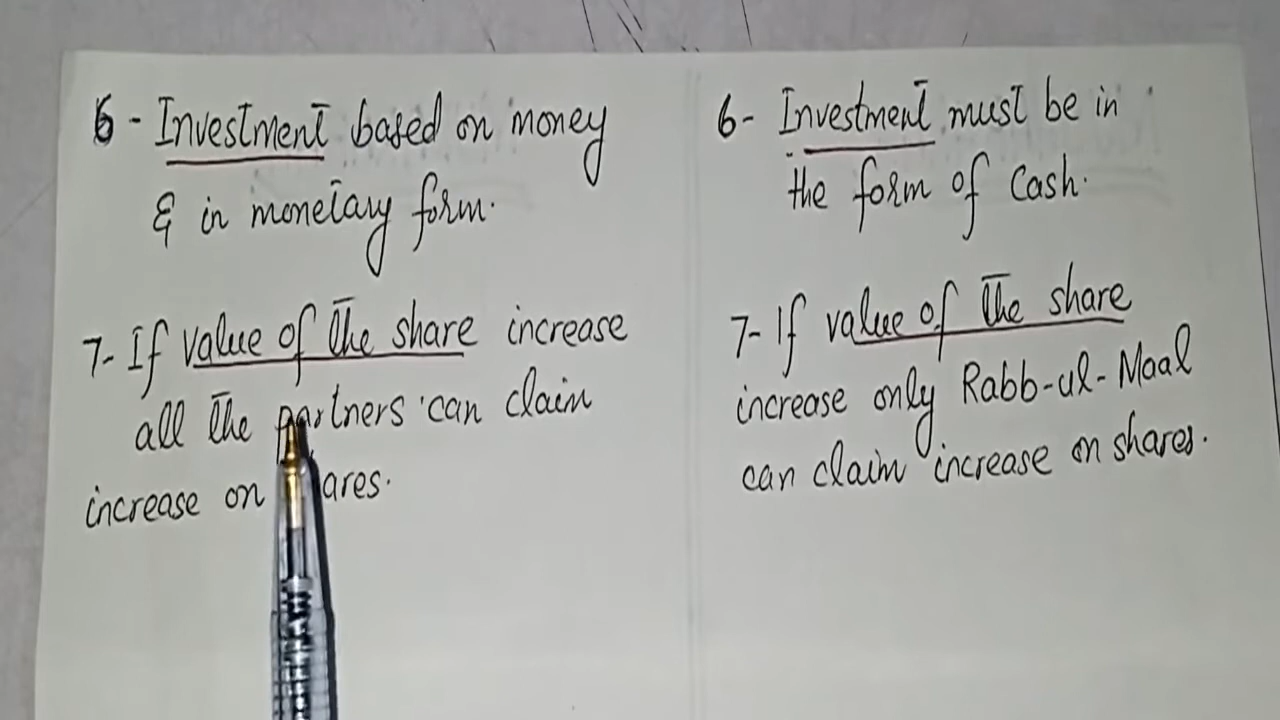 6 - Investment based on money
& in monetary form.
7- If value of the share increase
all the partners can claim
increase on ares.
6- Investment must be in
the form of Cash.
7- If value of the share
increase only Rabb-ul-Maal
can claim increase on shares.